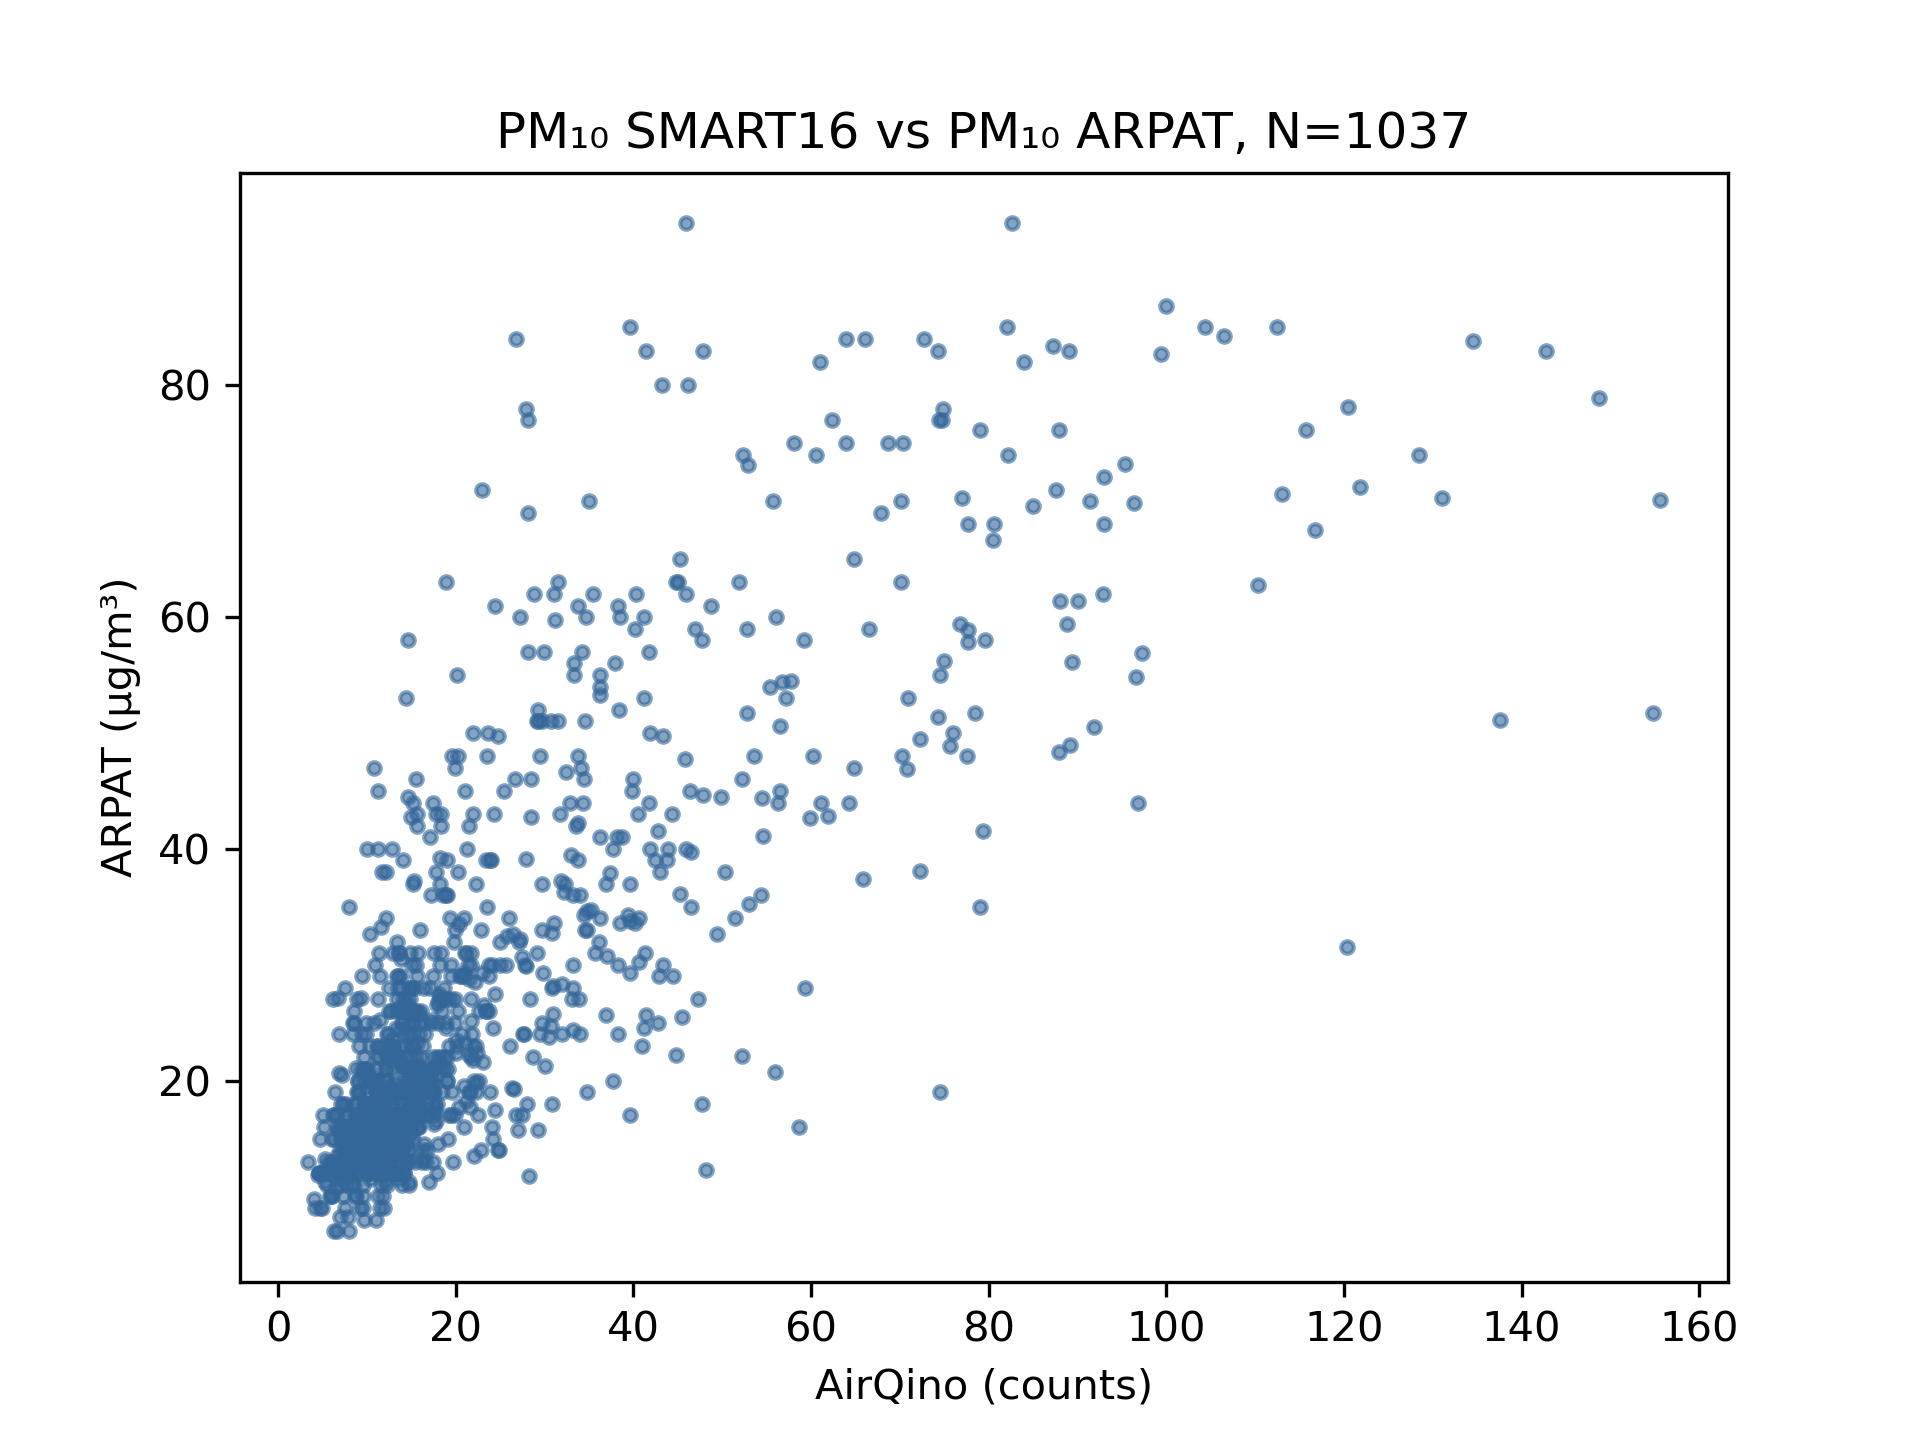 PM₁₀ SMART16 vs PM₁₀ ARPAT, N=1037
ARPAT (μg/m³)
80
60
40
20
0 20 40 60 80 100 120 140 160
AirQino (counts)